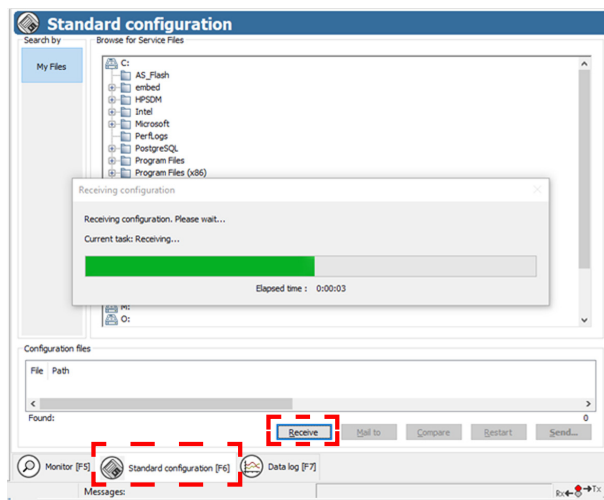 Standard configuration
Search by
Browse for Service Files
My Files
C:
AS_Flash
embed
HPSDM
Intel
Microsoft
PerfLogs
PostgreSQL
Program Files
Program Files (x86)
Receiving configuration
Receiving configuration. Please wait...
Current task: Receiving...
Elapsed time : 0:00:03
M:
O:
Configuration files
File Path
Found: 0
Receive Mail to Compare Restart Send...
Monitor [F5] Standard configuration [F6] Data log [F7]
Messages:
Rx Tx